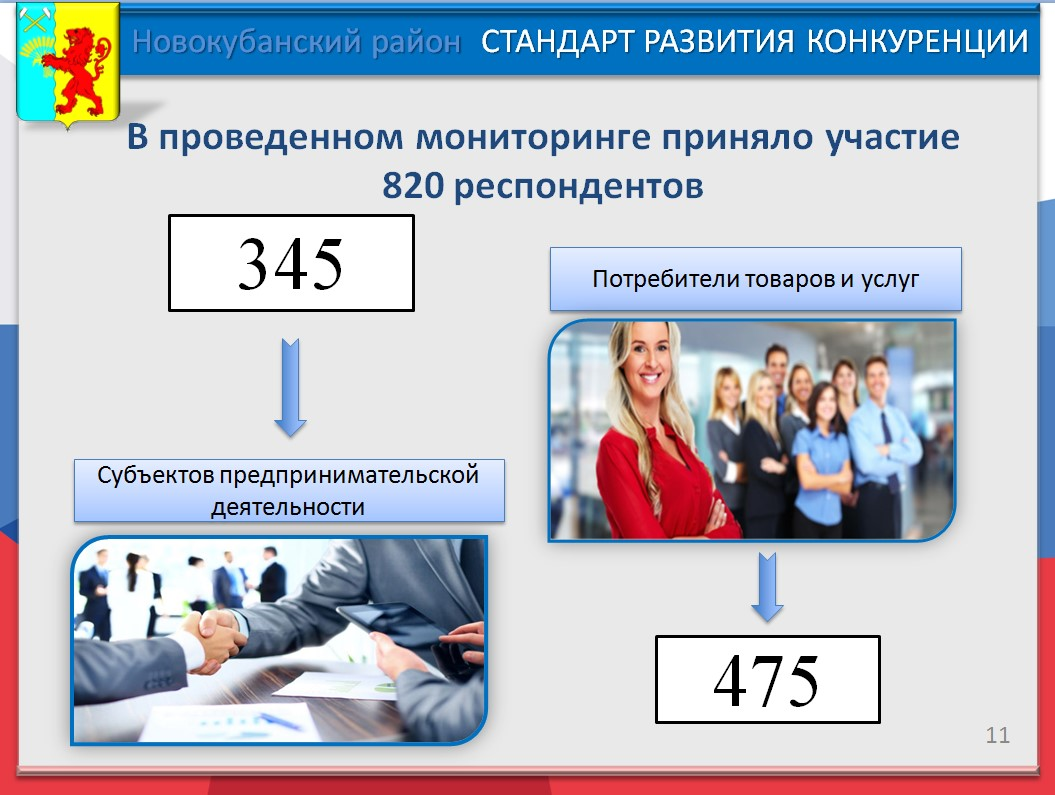 Новокубанский район СТАНДАРТ РАЗВИТИЯ КОНКУРЕНЦИИ
В проведенном мониторинге приняло участие
820 респондентов
345
Субъектов предпринимательской
деятельности
Потребители товаров и услуг
475
11